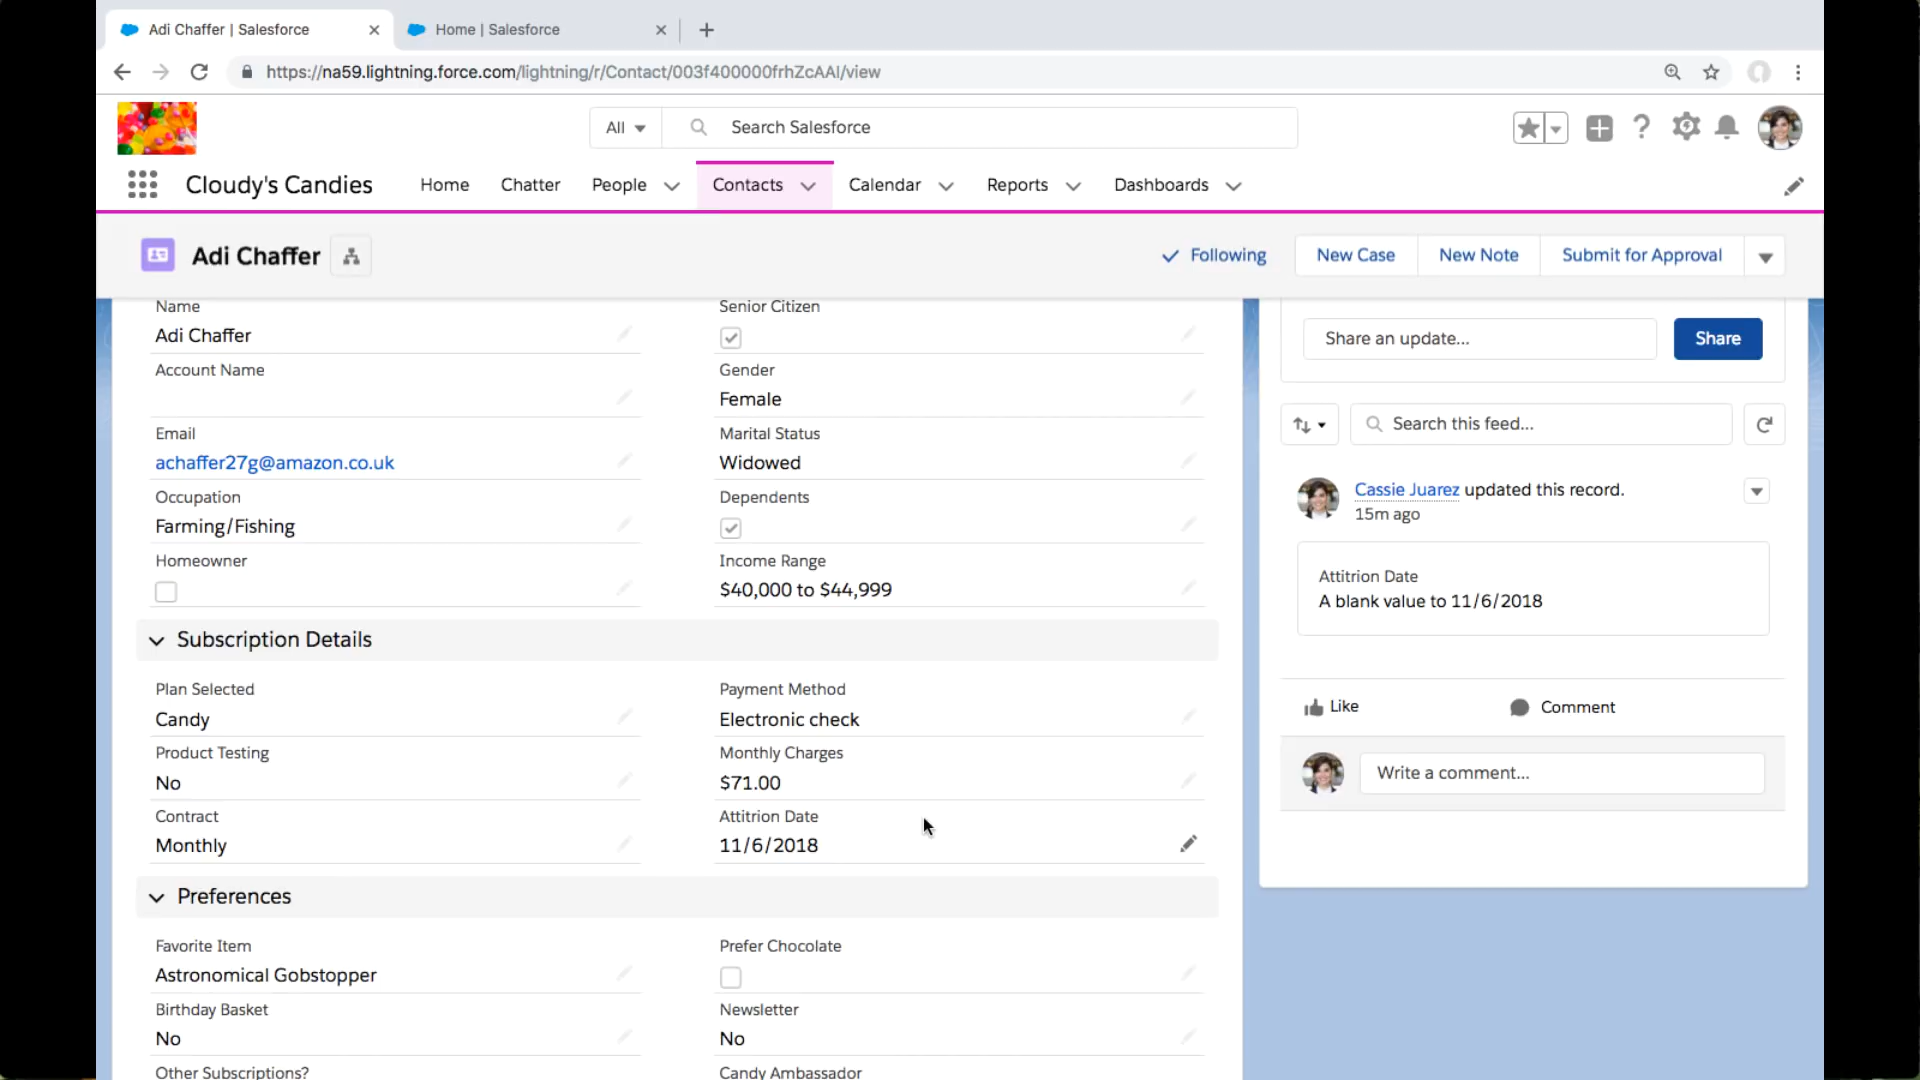 Adi Chaffer | Salesforce
Home | Salesforce
https://na59.lightning.force.com/lightning/r/Contact/003f400000frhZcAAI/view
All
Search Salesforce
Cloudy's Candies
Home
Chatter
People
Contacts
Calendar
Reports
Dashboards
Adi Chaffer
Following
New Case
New Note
Submit for Approval
Name
Adi Chaffer
Senior Citizen
Account Name
Gender
Female
Email
achaffer27g@amazon.co.uk
Marital Status
Widowed
Occupation
Farming/Fishing
Dependents
Homeowner
Income Range
$40,000 to $44,999
Subscription Details
Plan Selected
Candy
Payment Method
Electronic check
Product Testing
No
Monthly Charges
$71.00
Contract
Monthly
Attitrion Date
11/6/2018
Preferences
Favorite Item
Astronomical Gobstopper
Prefer Chocolate
Birthday Basket
No
Newsletter
No
Other Subscriptions?
Candy Ambassador
Share an update...
Share
Search this feed...
Cassie Juarez updated this record.
15m ago
Attitrion Date
A blank value to 11/6/2018
Like
Comment
Write a comment...